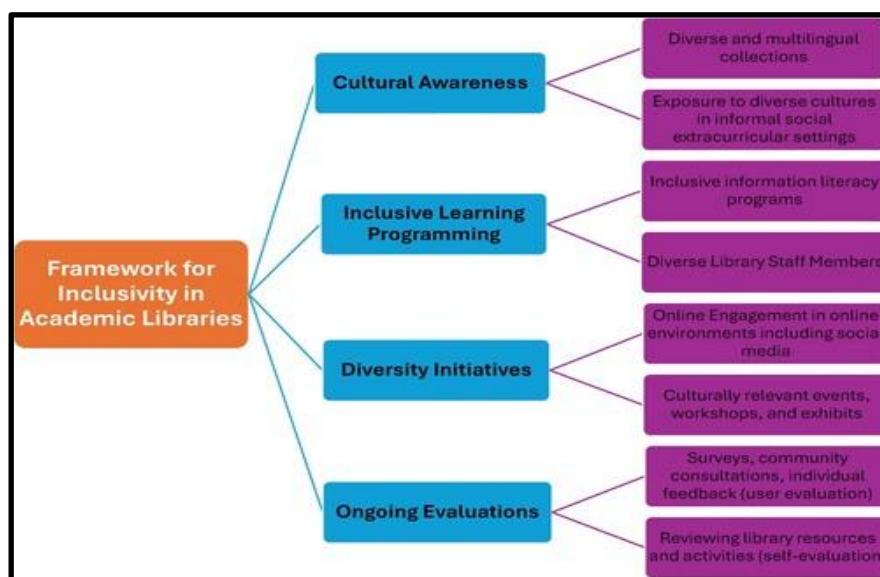 Framework for
Inclusivity in
Academic Libraries
Cultural Awareness
Diverse and multilingual
collections
Exposure to diverse cultures
in informal social
extracurricular settings
Inclusive Learning
Programming
Inclusive information literacy
programs
Diverse Library Staff Members
Diversity Initiatives
Online Engagement in online
environments including social
media
Culturally relevant events,
workshops, and exhibits
Ongoing Evaluations
Surveys, community
consultations, individual
feedback (user evaluation)
Reviewing library resources
and activities (self-evaluation